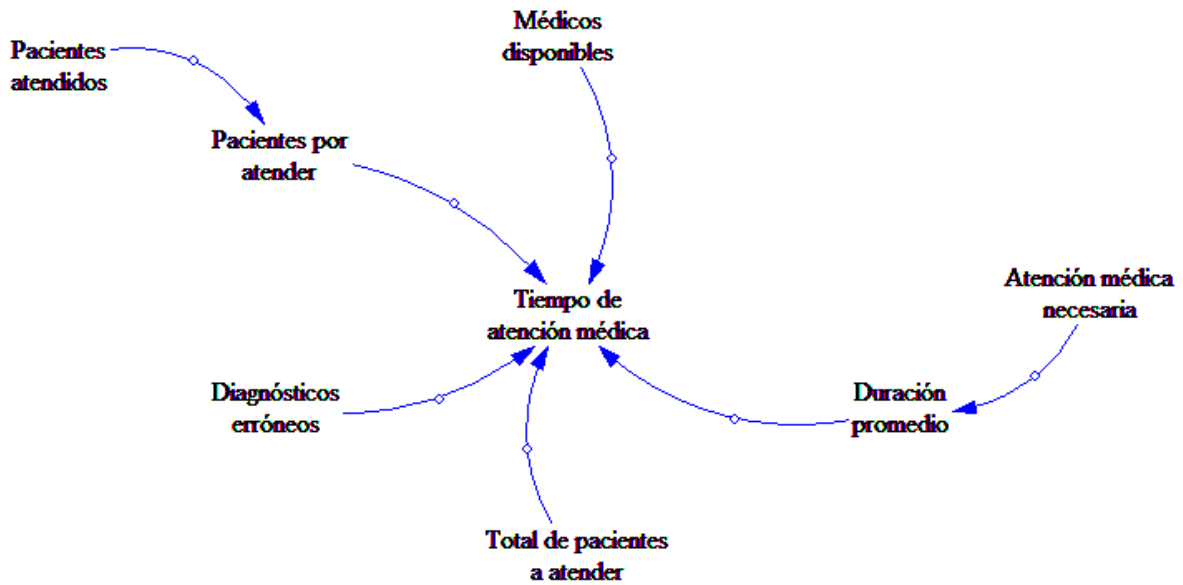 Médicos
disponibles
Pacientes
atendidos
Pacientes por
atender
Tiempo de
atención médica
Atención médica
necesaria
Diagnósticos
erróneos
Duración
promedio
Total de pacientes
a atender